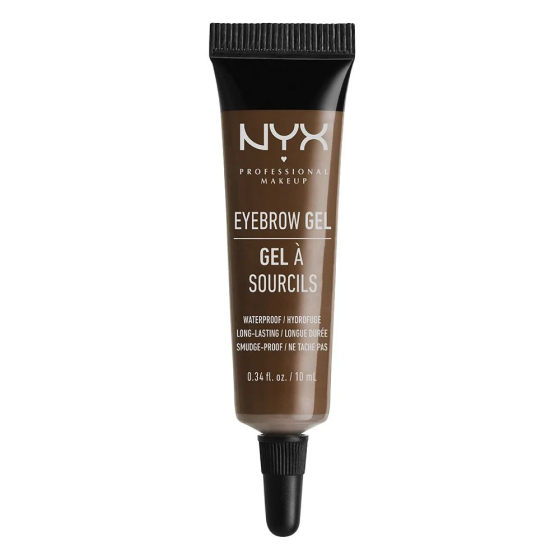 NYX
PROFESSIONAL
MAKEUP
EYEBROW GEL
GEL À
SOURCILS
WATERPROOF / HYDROFUGE
LONG-LASTING / LONGUE DURÉE
SMUDGE-PROOF / NE TACHE PAS
0.34 fl. oz. / 10 mL